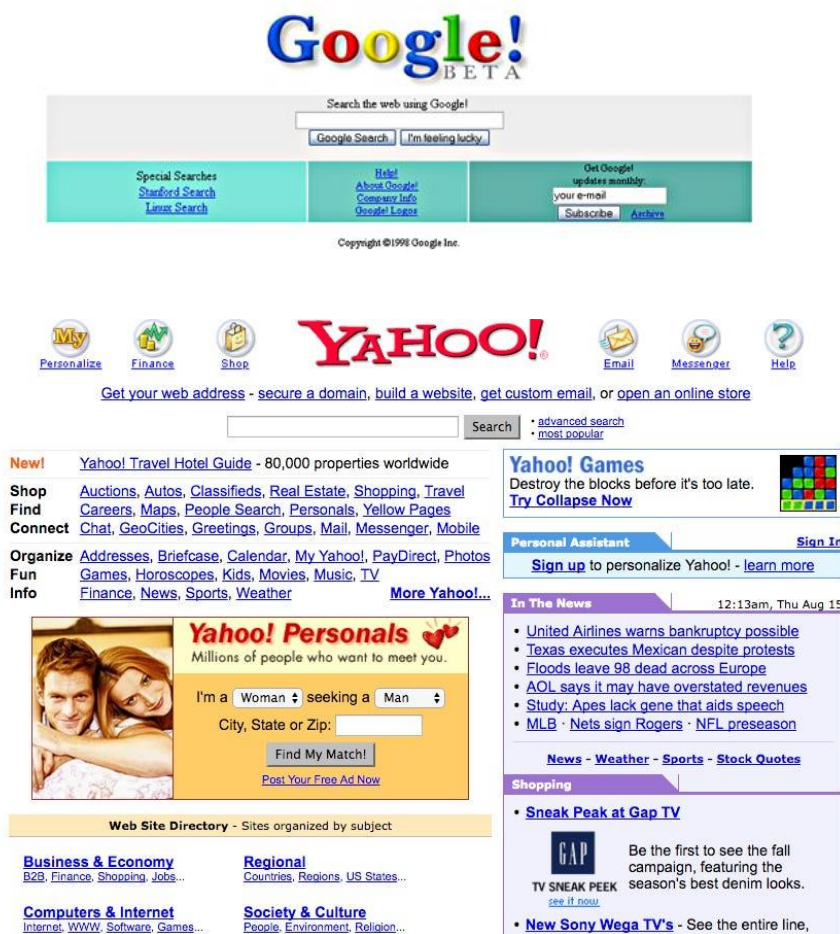 Google!
BETA
Search the web using Google!
Google Search I'm feeling lucky
Special Searches
Stanford Search
Linux Search
Help!
About Google!
Company Info
Google! Logos
Get Google!
updates monthly:
your e-mail
Subscribe Archive
Copyright ©1998 Google Inc.
My
YAHOO!®
Personalize Finance Shop Email Messenger Help
Get your web address - secure a domain, build a website, get custom email, or open an online store
Search
• advanced search
• most popular
New! Yahoo! Travel Hotel Guide - 80,000 properties worldwide
Shop Auctions, Autos, Classifieds, Real Estate, Shopping, Travel
Find Careers, Maps, People Search, Personals, Yellow Pages
Connect Chat, GeoCities, Greetings, Groups, Mail, Messenger, Mobile
Organize Addresses, Briefcase, Calendar, My Yahoo!, PayDirect, Photos
Fun Games, Horoscopes, Kids, Movies, Music, TV
Info Finance, News, Sports, Weather More Yahoo!...
Yahoo! Personals
Millions of people who want to meet you.
I'm a Woman seeking a Man
City, State or Zip:
Find My Match!
Post Your Free Ad Now
Web Site Directory - Sites organized by subject
Business & Economy
B2B, Finance, Shopping, Jobs...
Regional
Countries, Regions, US States...
Computers & Internet
Internet, WWW, Software, Games...
Society & Culture
People, Environment, Religion...
Yahoo! Games
Destroy the blocks before it's too late.
Try Collapse Now
Personal Assistant Sign In
Sign up to personalize Yahoo! - learn more
In The News 12:13am, Thu Aug 15
• United Airlines warns bankruptcy possible
• Texas executes Mexican despite protests
• Floods leave 98 dead across Europe
• AOL says it may have overstated revenues
• Study: Apes lack gene that aids speech
• MLB · Nets sign Rogers · NFL preseason
News - Weather - Sports - Stock Quotes
Shopping
• Sneak Peak at Gap TV
GAP
TV SNEAK PEEK
see it now
Be the first to see the fall
campaign, featuring the
season's best denim looks.
• New Sony Wega TV's - See the entire line,